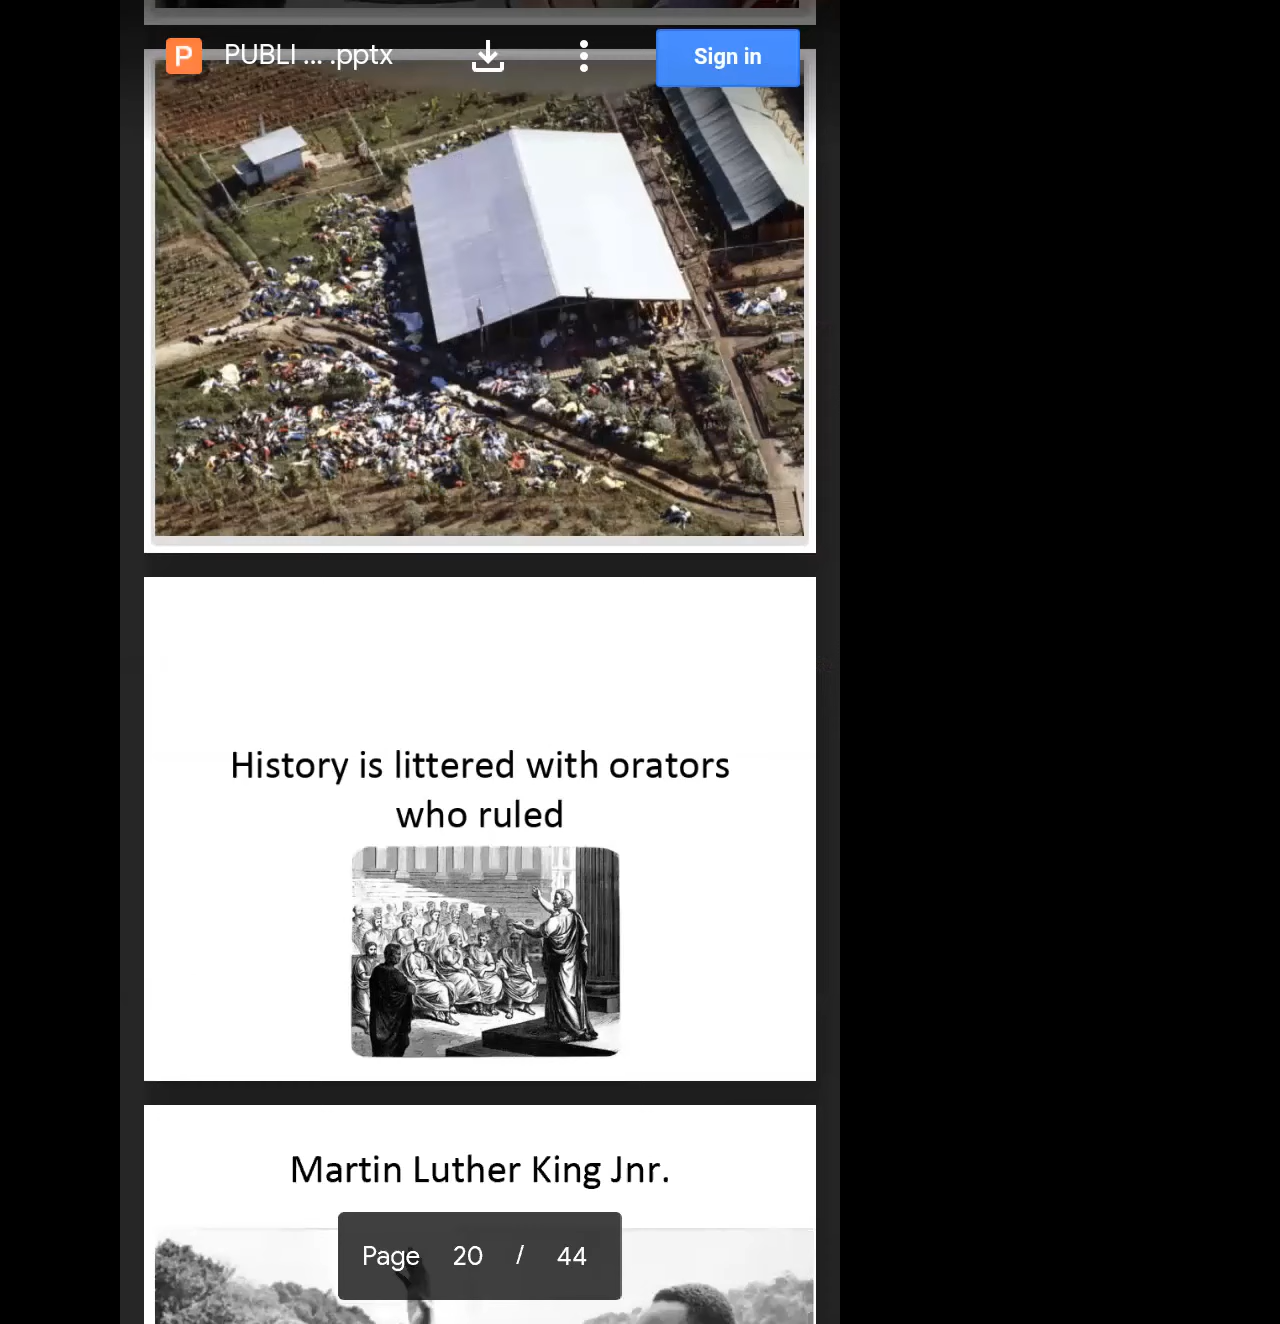 P PUBLI ... .pptx Sign in
History is littered with orators
who ruled
Martin Luther King Jnr.
Page 20 / 44